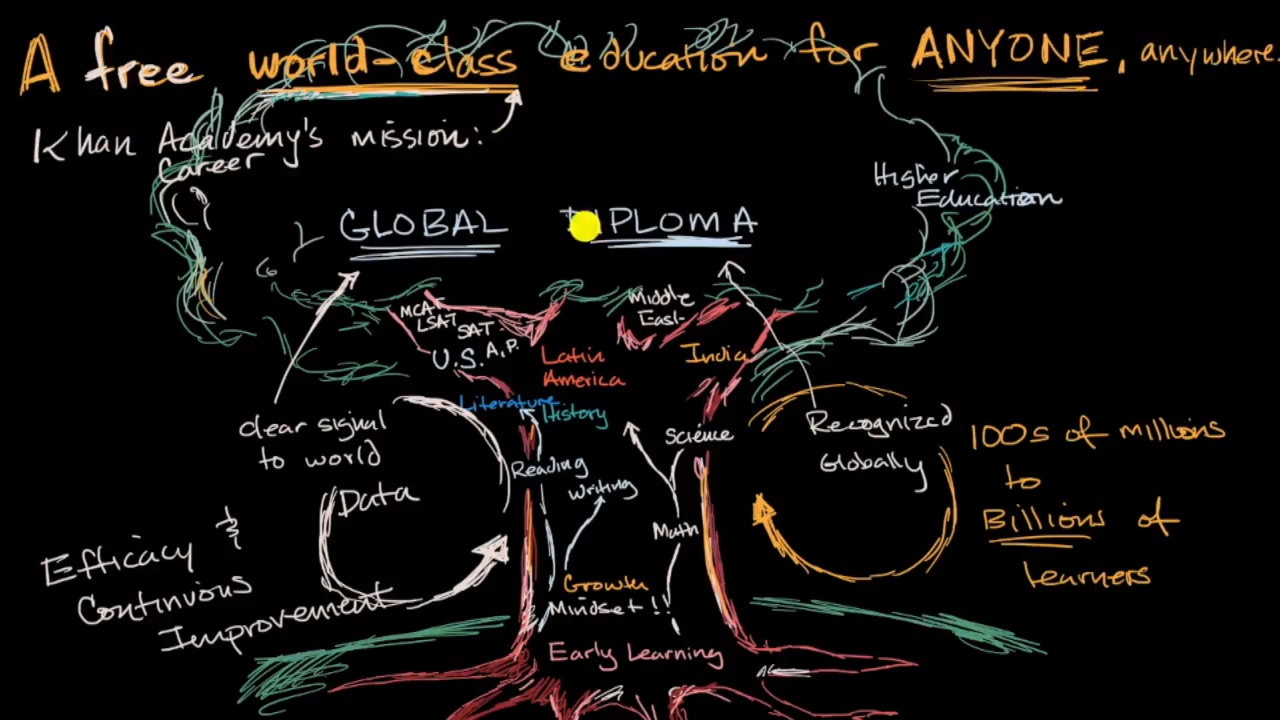 A free world-class education for ANYONE, anywhere.
Khan Academy's mission:
Career
Higher
Education
GLOBAL DIPLOMA
MCAT
LSAT
SAT
A.P.
U.S.
Middle
East
Latin
America
India
Literature
History
clear signal
to world
Science
Recognized
Globally
100s of millions
to
Billions of
learners
Reading
Writing
Data
Math
Efficacy &
Continuous
Improvement
Growth
Mindset!!
Early Learning